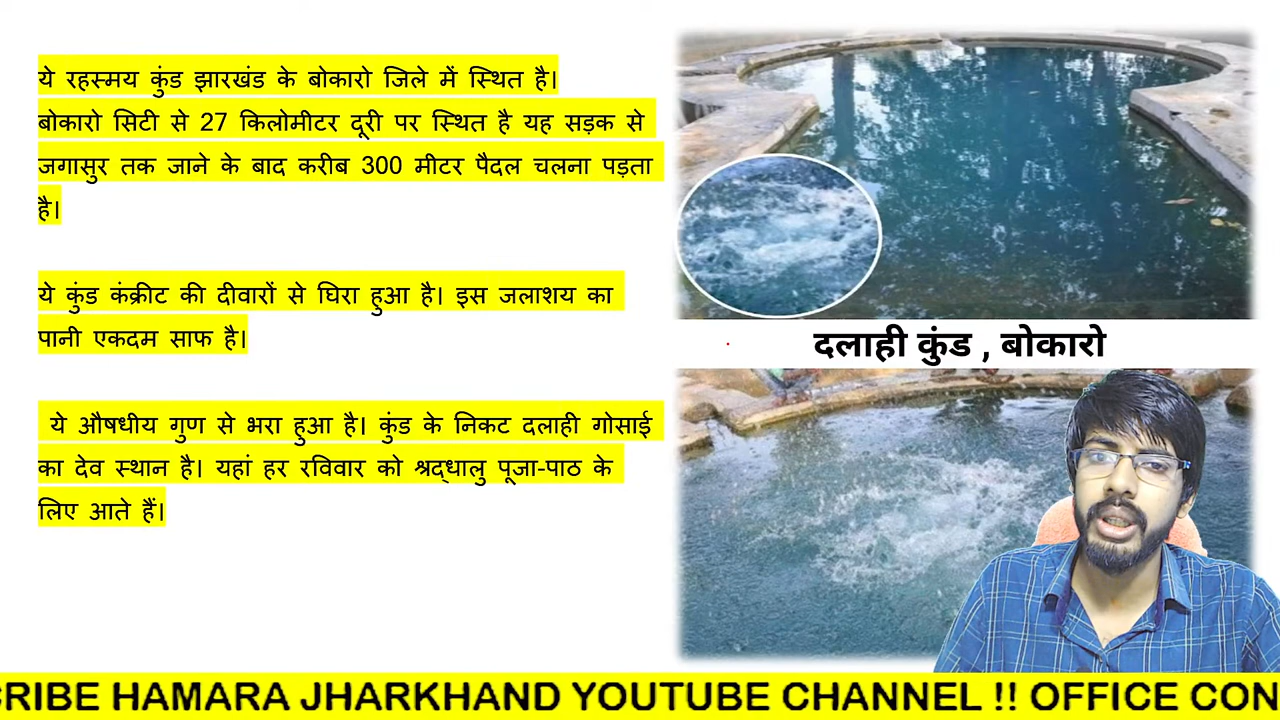 ये रहस्मय कुंड झारखंड के बोकारो जिले में स्थित है।
बोकारो सिटी से 27 किलोमीटर दूरी पर स्थित है यह सड़क से
जगासुर तक जाने के बाद करीब 300 मीटर पैदल चलना पड़ता
है।
ये कुंड कंक्रीट की दीवारों से घिरा हुआ है। इस जलाशय का
पानी एकदम साफ है।
ये औषधीय गुण से भरा हुआ है। कुंड के निकट दलाही गोसाई
का देव स्थान है। यहां हर रविवार को श्रद्धालु पूजा-पाठ के
लिए आते हैं।
दलाही कुंड , बोकारो
CRIBE HAMARA JHARKHAND YOUTUBE CHANNEL !! OFFICE CON